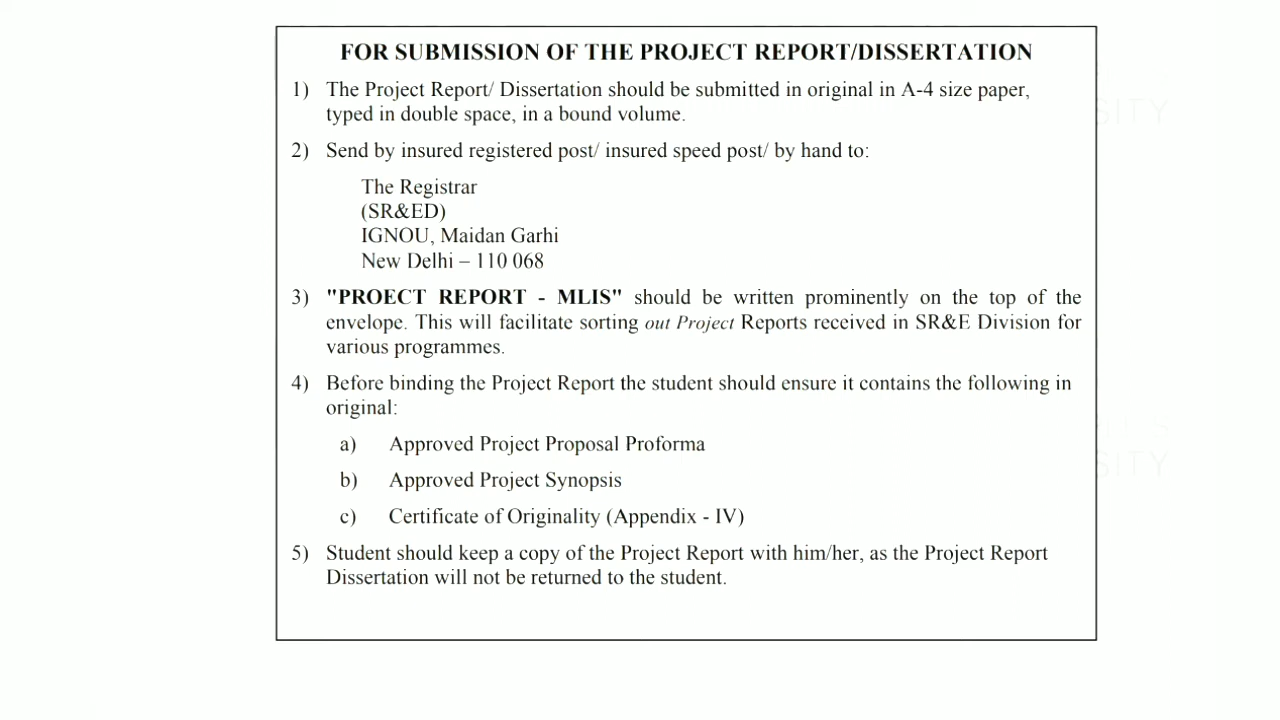 FOR SUBMISSION OF THE PROJECT REPORT/DISSERTATION
1) The Project Report/ Dissertation should be submitted in original in A-4 size paper,
typed in double space, in a bound volume.
2) Send by insured registered post/ insured speed post/ by hand to:
The Registrar
(SR&ED)
IGNOU, Maidan Garhi
New Delhi – 110 068
3) "PROECT REPORT - MLIS" should be written prominently on the top of the
envelope. This will facilitate sorting out Project Reports received in SR&E Division for
various programmes.
4) Before binding the Project Report the student should ensure it contains the following in
original:
a) Approved Project Proposal Proforma
b) Approved Project Synopsis
c) Certificate of Originality (Appendix - IV)
5) Student should keep a copy of the Project Report with him/her, as the Project Report
Dissertation will not be returned to the student.